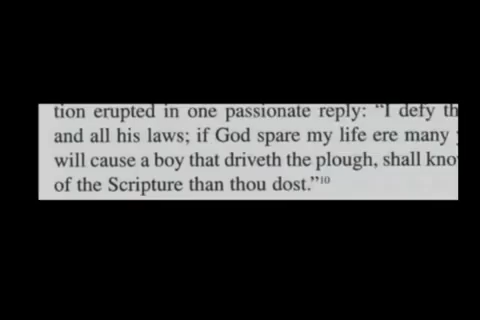 tion erupted in one passionate reply: “I defy th
and all his laws; if God spare my life ere many
will cause a boy that driveth the plough, shall kno
of the Scripture than thou dost.”10